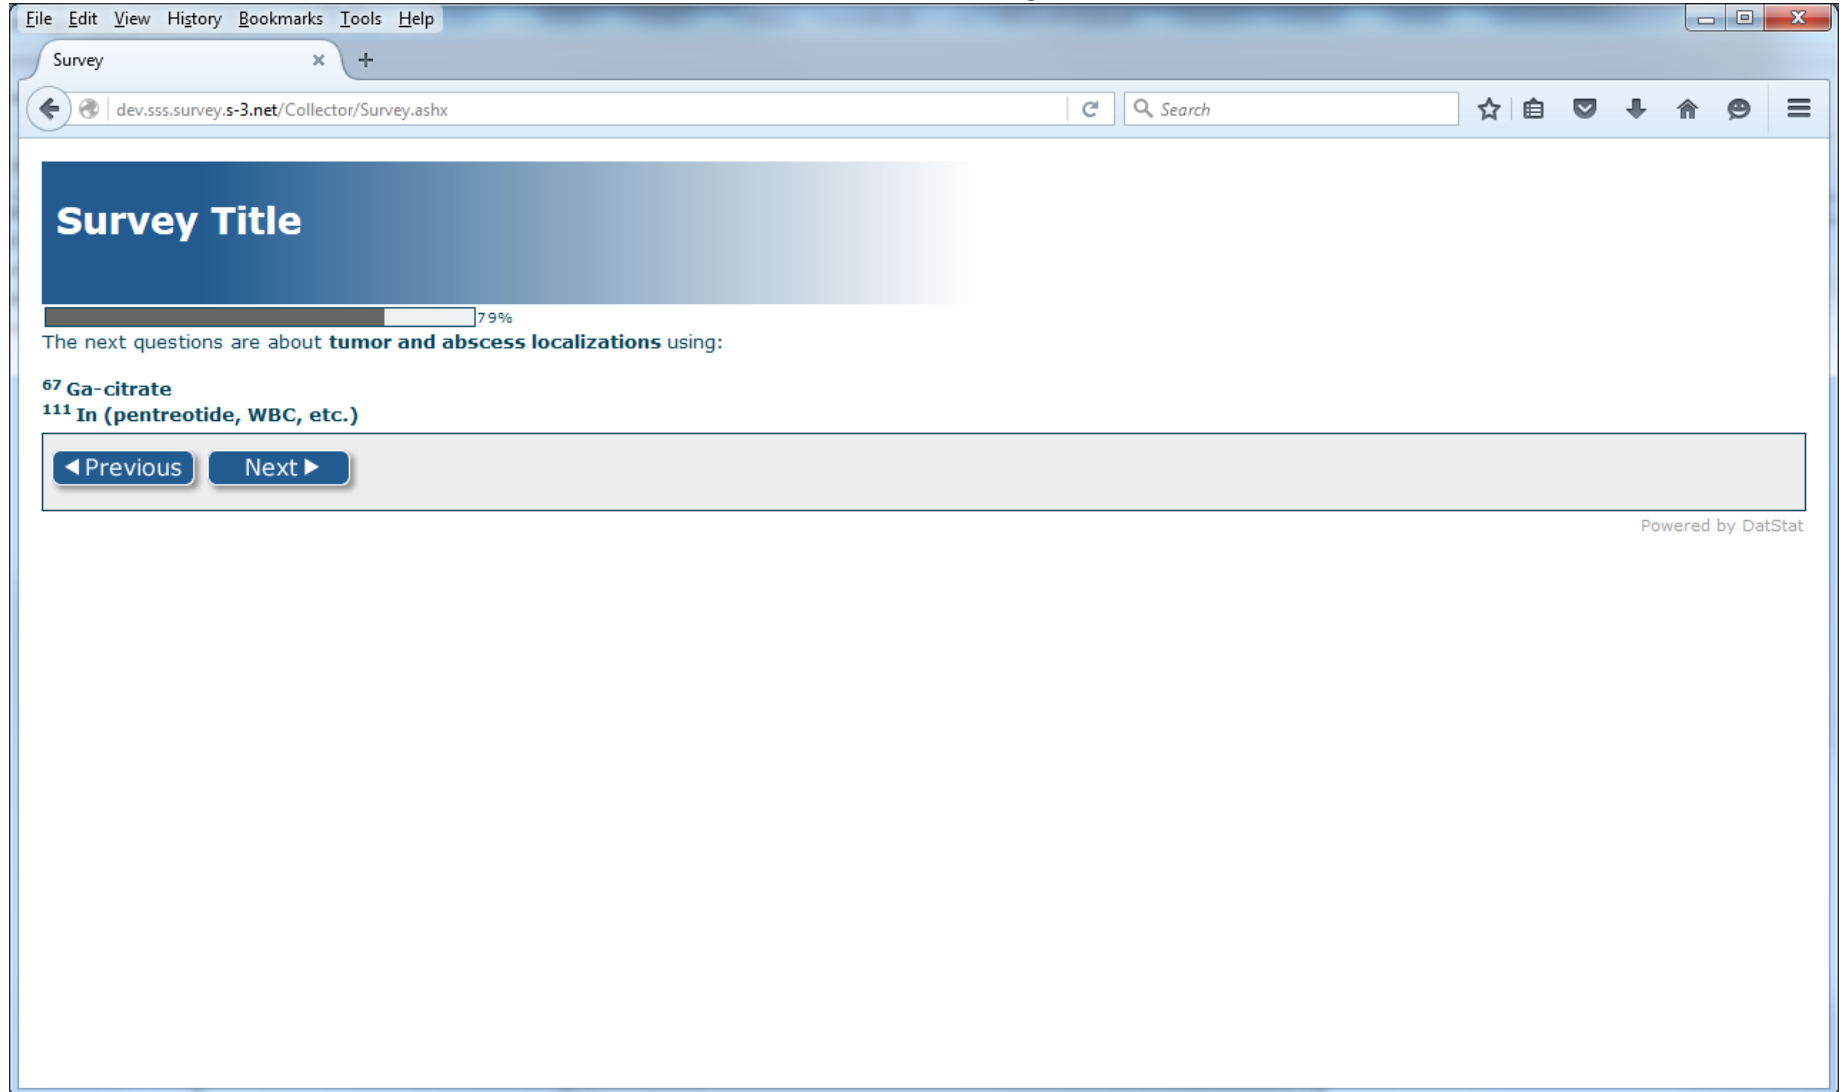 File Edit View History Bookmarks Tools Help
Survey
dev.sss.survey.s-3.net/Collector/Survey.ashx
Search
Survey Title
79%
The next questions are about tumor and abscess localizations using:
67 Ga-citrate
111 In (pentreotide, WBC, etc.)
Previous Next
Powered by DatStat